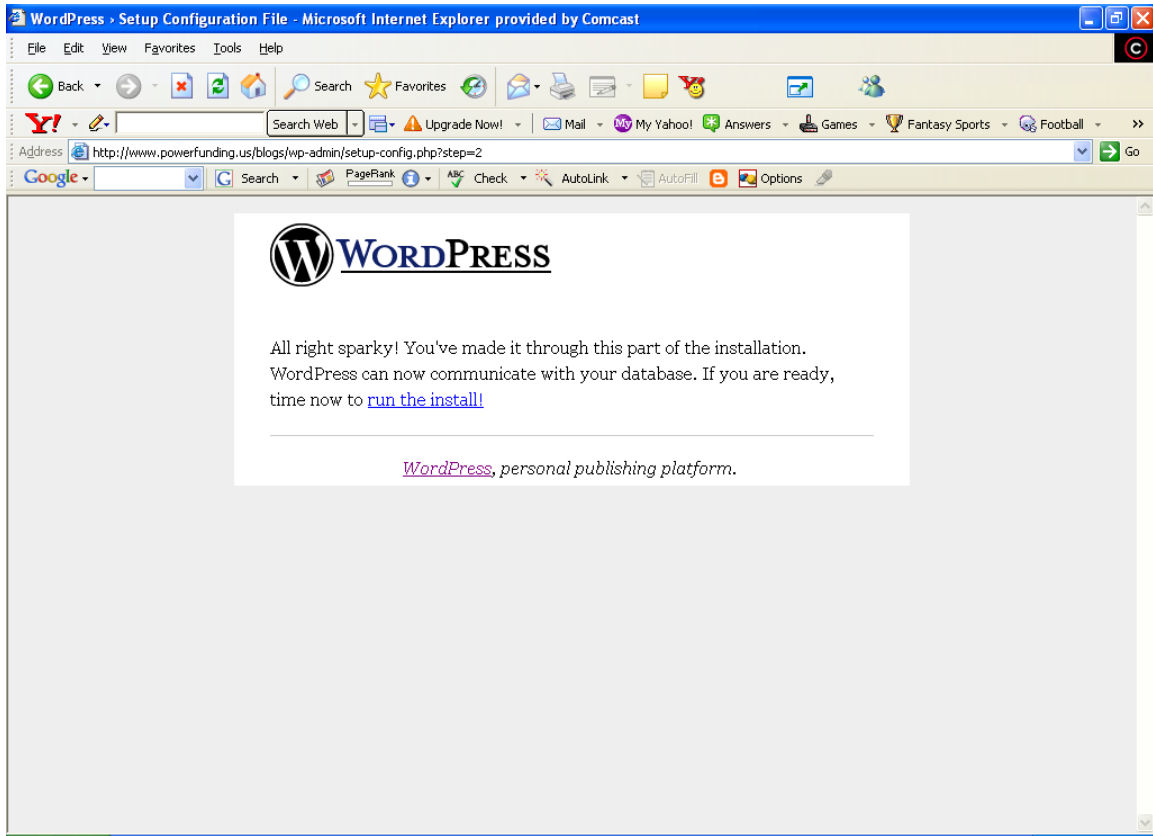 WordPress › Setup Configuration File - Microsoft Internet Explorer provided by Comcast
File Edit View Favorites Tools Help
Back Search Favorites
Y! Search Web Upgrade Now! Mail My My Yahoo! Answers Games Fantasy Sports Football »
Address http://www.powerfunding.us/blogs/wp-admin/setup-config.php?step=2 Go
Google G Search PageRank ABC Check AutoLink AutoFill Options
W WORDPRESS
All right sparky! You've made it through this part of the installation.
WordPress can now communicate with your database. If you are ready,
time now to run the install!
WordPress, personal publishing platform.